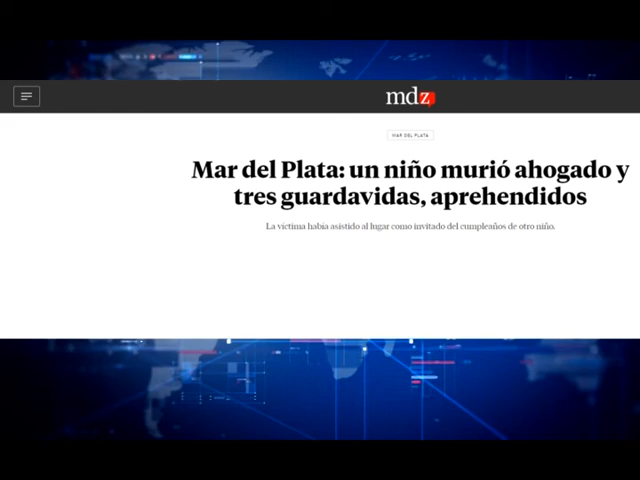 mdz
MAR DEL PLATA
Mar del Plata: un niño murió ahogado y
tres guardavidas, aprehendidos
La víctima había asistido al lugar como invitado del cumpleaños de otro niño.